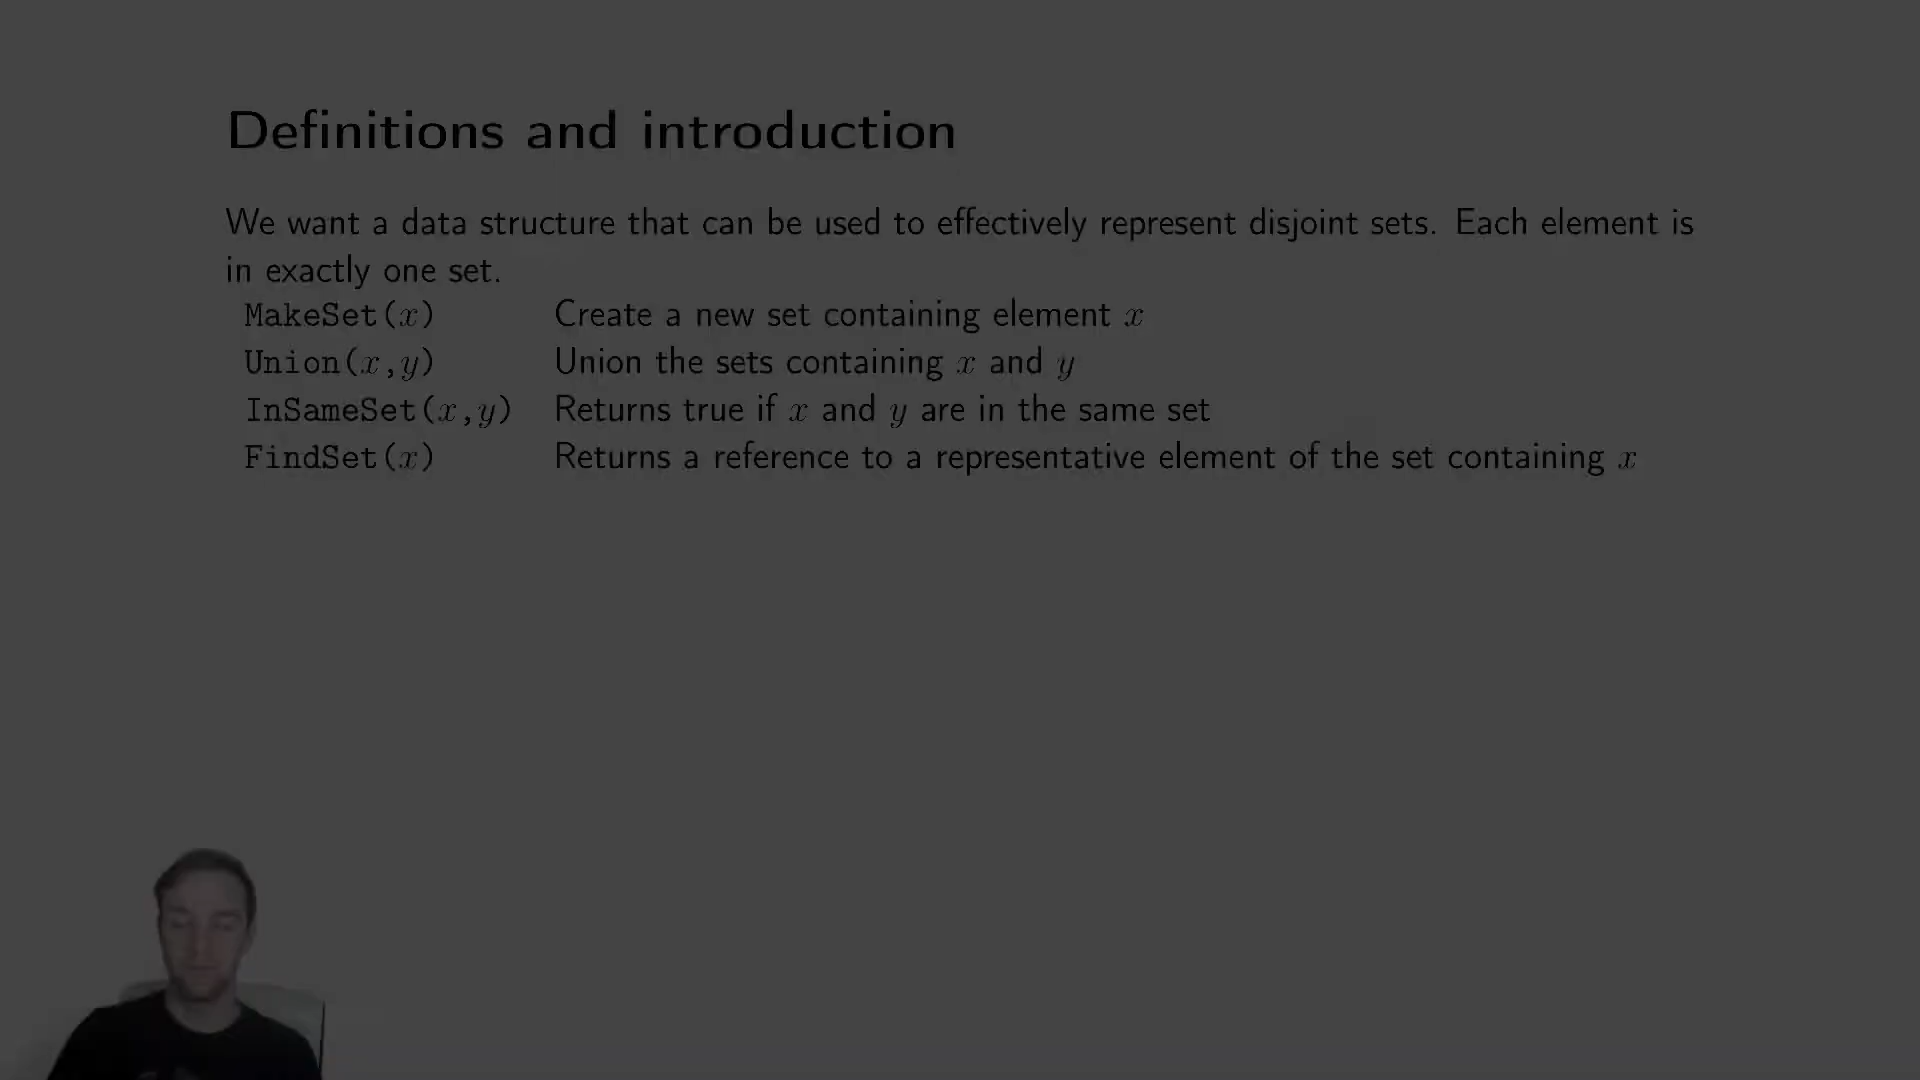 Definitions and introduction
We want a data structure that can be used to effectively represent disjoint sets. Each element is
in exactly one set.
MakeSet(x) Create a new set containing element x
Union(x,y) Union the sets containing x and y
InSameSet(x,y) Returns true if x and y are in the same set
FindSet(x) Returns a reference to a representative element of the set containing x